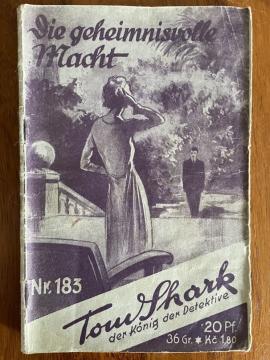 Die geheimnisvolle
Macht
Nr. 183
Tom Shark
der König der Detektive
20 Pf.
36 Gr. * Kč 1.80